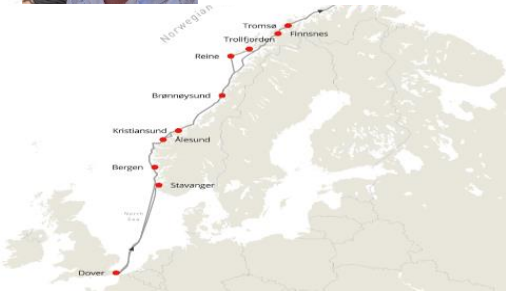 Norwegian
Tromsø
Finnsnes
Trollfjorden
Reine
Brønnøysund
Kristiansund
Ålesund
Bergen
Stavanger
North
Sea
Dover